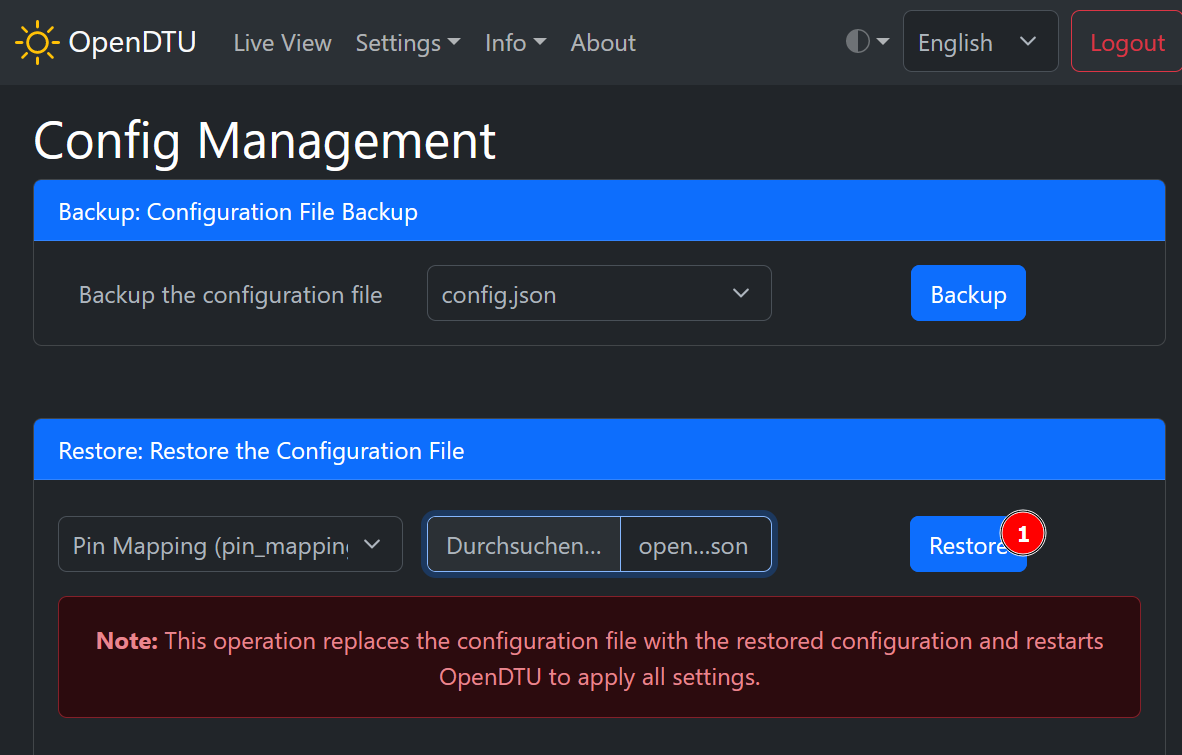 OpenDTU Live View Settings Info About English Logout
Config Management
Backup: Configuration File Backup
Backup the configuration file config.json Backup
Restore: Restore the Configuration File
Pin Mapping (pin_mapping Durchsuchen... open...son Restore 1
Note: This operation replaces the configuration file with the restored configuration and restarts
OpenDTU to apply all settings.